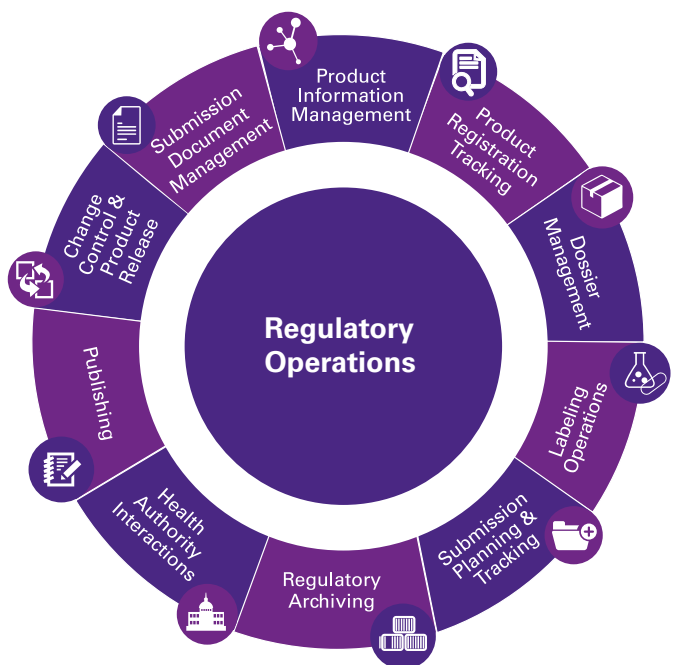 Product
Information
Management
Product
Registration
Tracking
Dossier
Management
Labeling
Operations
Submission
Planning &
Tracking
Regulatory
Archiving
Health
Authority
Interactions
Publishing
Change
Control &
Product
Release
Submission
Document
Management
Regulatory
Operations